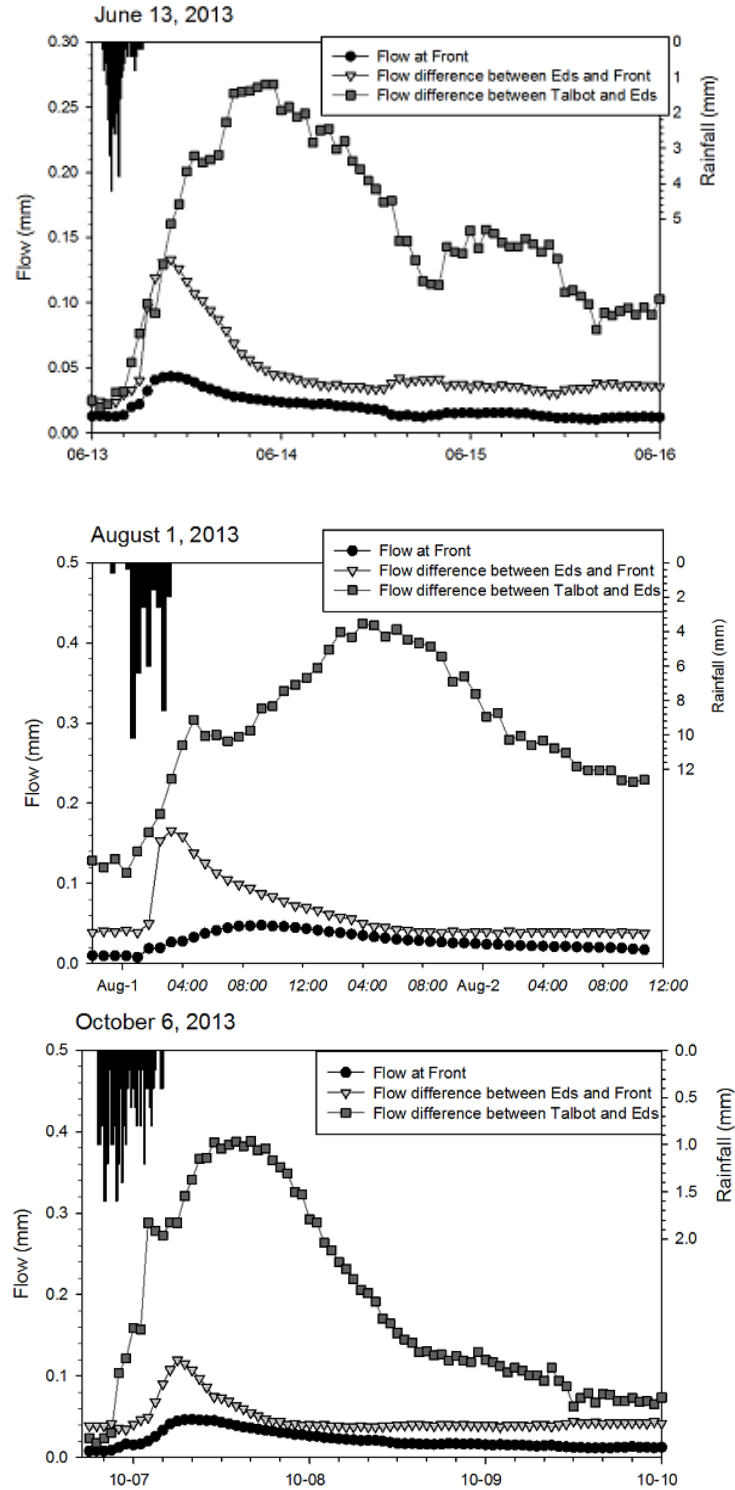 June 13, 2013
Flow at Front
Flow difference between Eds and Front
Flow difference between Talbot and Eds
Flow (mm)
0.30
0.25
0.20
0.15
0.10
0.05
0.00
Rainfall (mm)
0
1
2
3
4
5
06-13
06-14
06-15
06-16
August 1, 2013
Flow at Front
Flow difference between Eds and Front
Flow difference between Talbot and Eds
Flow (mm)
0.5
0.4
0.3
0.2
0.1
0.0
Rainfall (mm)
0
2
4
6
8
10
12
Aug-1
04:00
08:00
12:00
04:00
08:00
Aug-2
04:00
08:00
12:00
October 6, 2013
Flow at Front
Flow difference between Eds and Front
Flow difference between Talbot and Eds
Flow (mm)
0.5
0.4
0.3
0.2
0.1
0.0
Rainfall (mm)
0.0
0.5
1.0
1.5
2.0
10-07
10-08
10-09
10-10